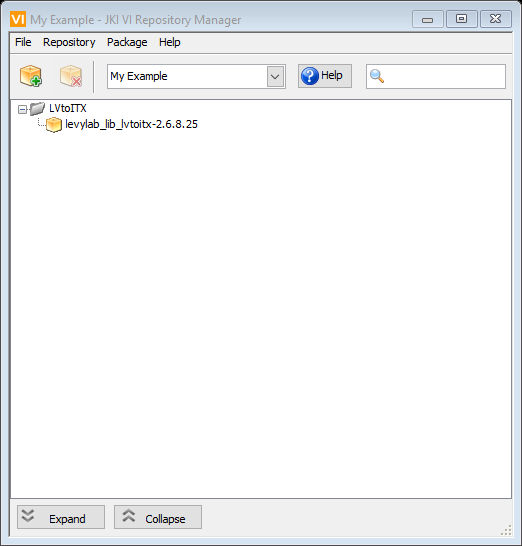 VI My Example - JKI VI Repository Manager
File Repository Package Help
My Example Help
LVtoITX
levylab_lib_lvtoitx-2.6.8.25
Expand Collapse